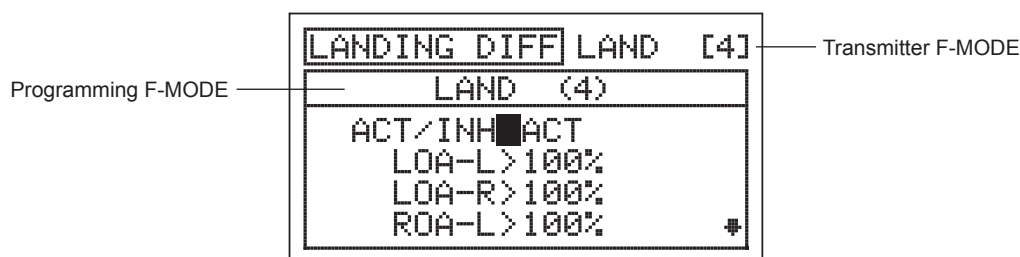 LANDING DIFF LAND [4]
Transmitter F-MODE
Programming F-MODE
LAND (4)
ACT/INH ACT
LOA-L>100%
LOA-R>100%
ROA-L>100%